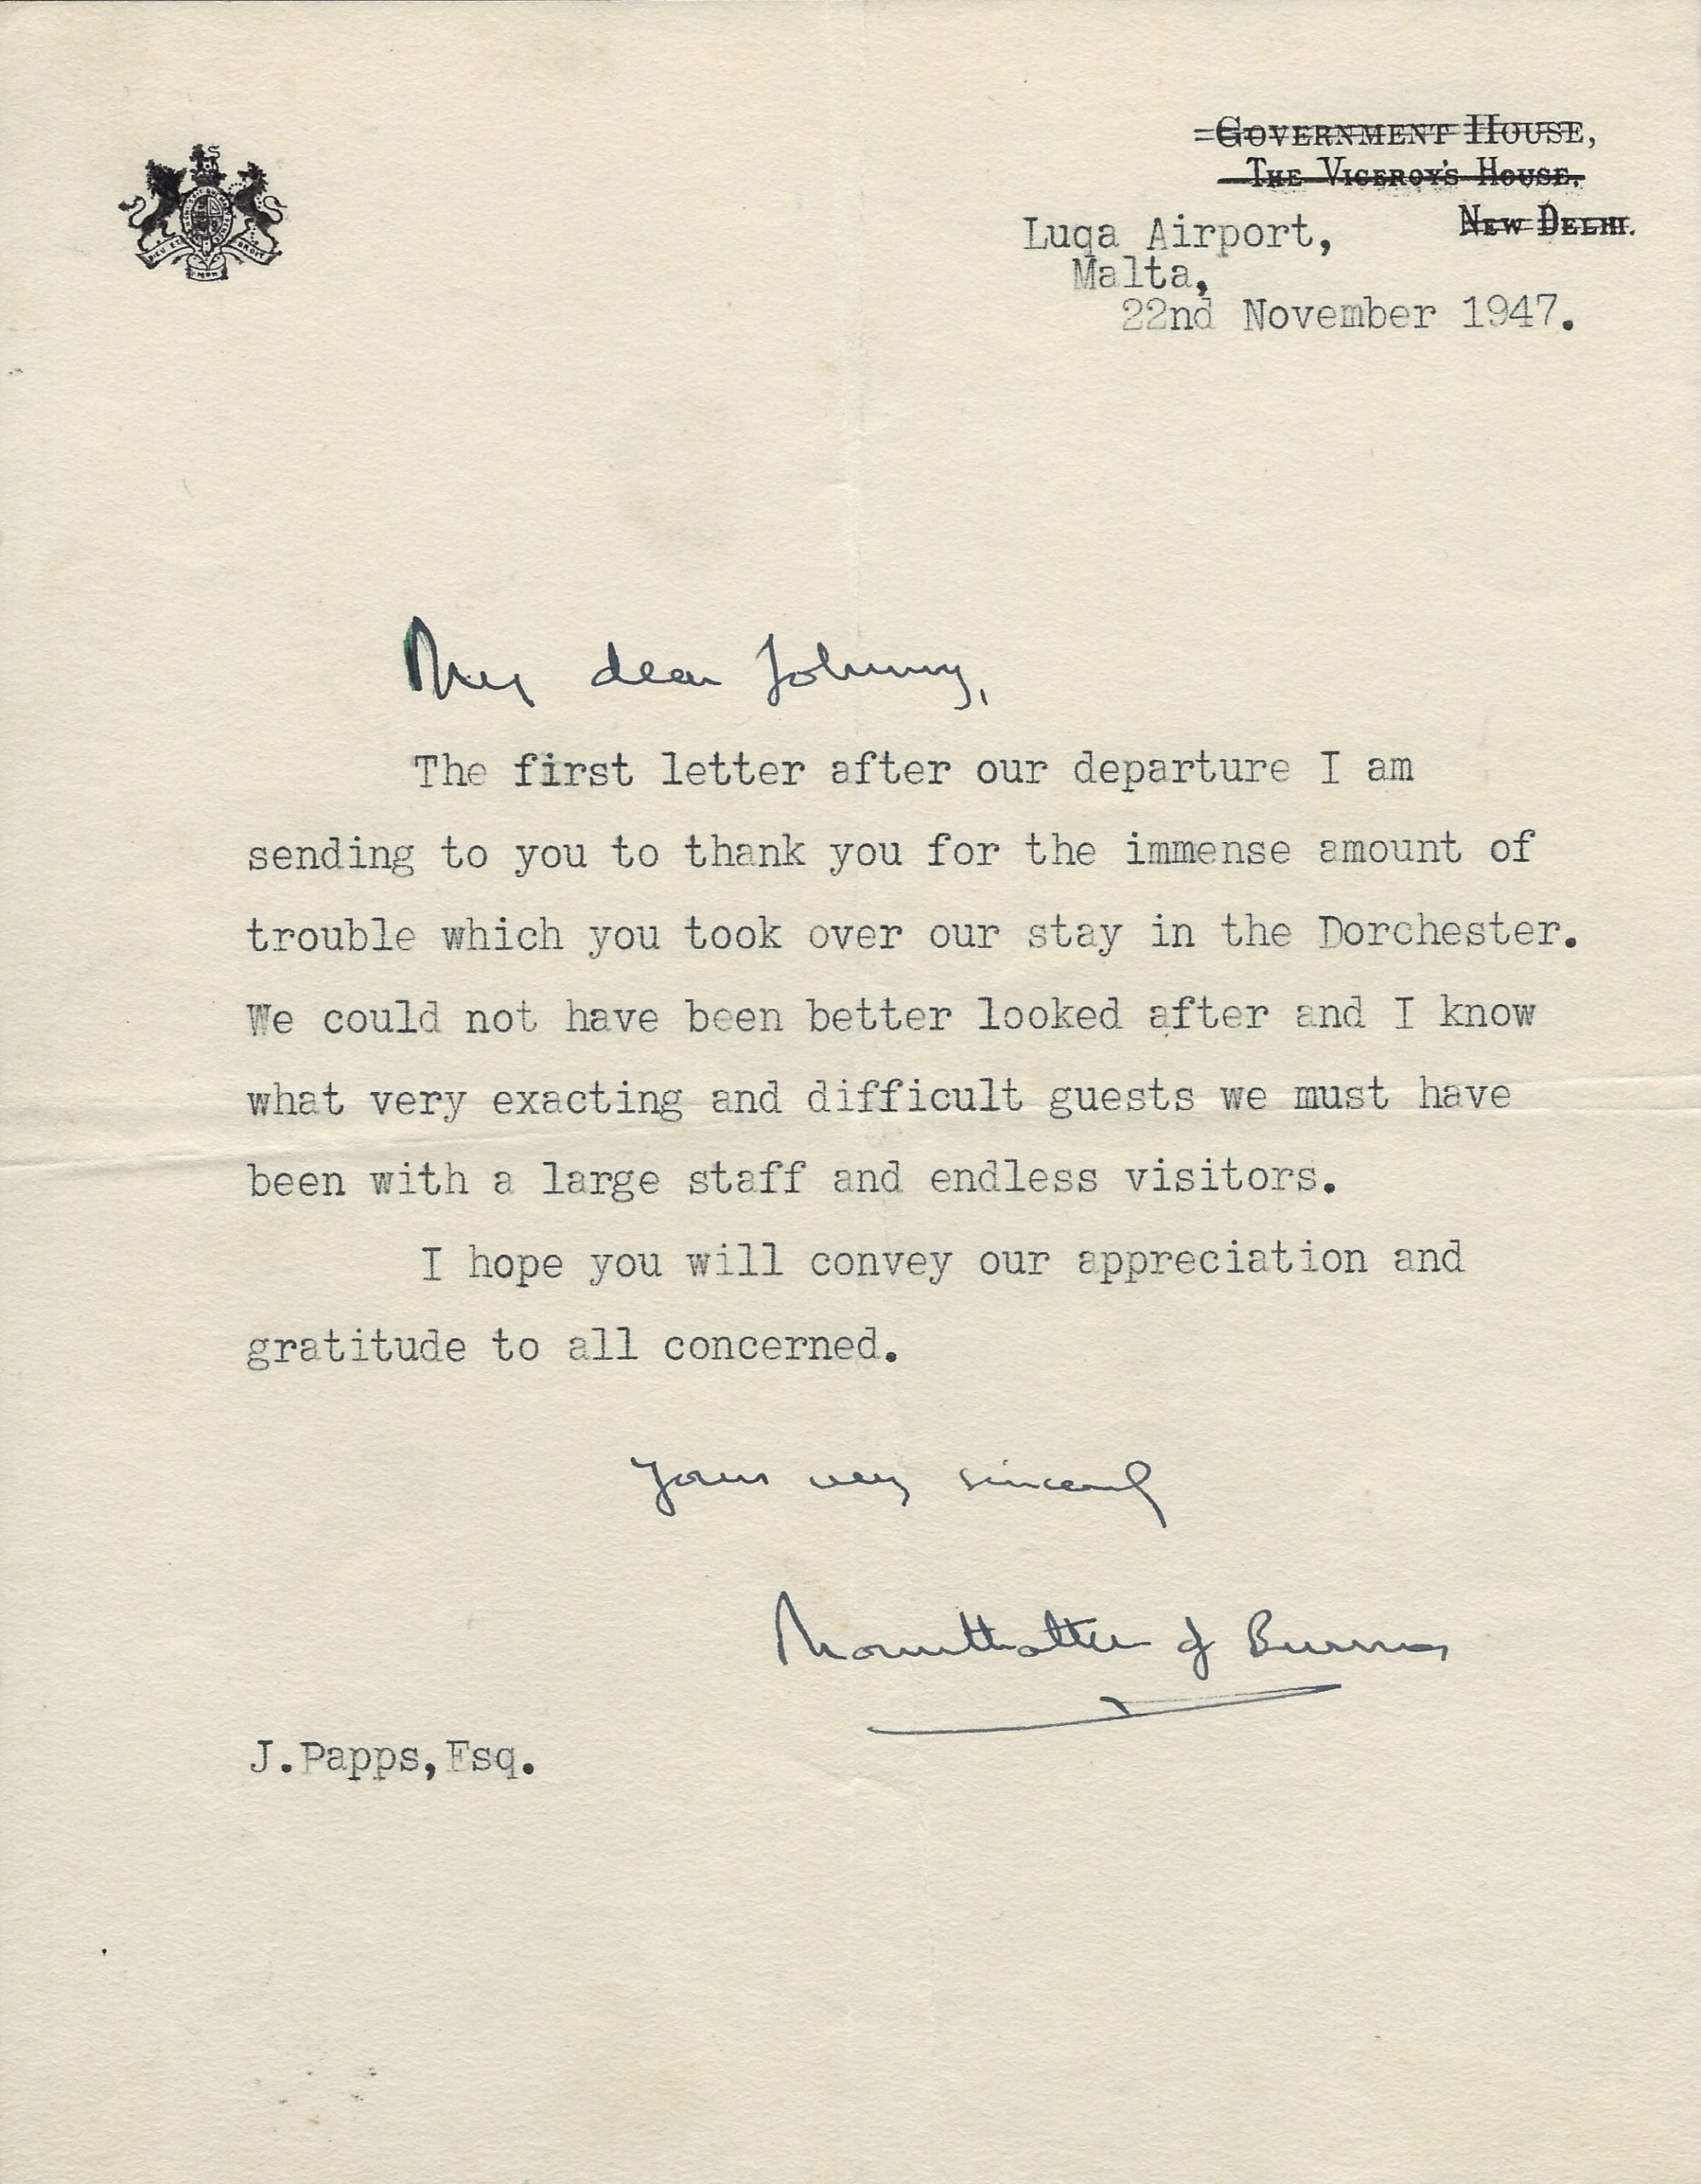 GOVERNMENT HOUSE,
THE VICEROY'S HOUSE,
NEW DELHI.
DIEU ET MON DROIT
Luqa Airport,
Malta,
22nd November 1947.
My dear Johnny,
The first letter after our departure I am
sending to you to thank you for the immense amount of
trouble which you took over our stay in the Dorchester.
We could not have been better looked after and I know
what very exacting and difficult guests we must have
been with a large staff and endless visitors.
I hope you will convey our appreciation and
gratitude to all concerned.
Yours very sincerely
Mountbatten of Burma
J.Papps,Esq.